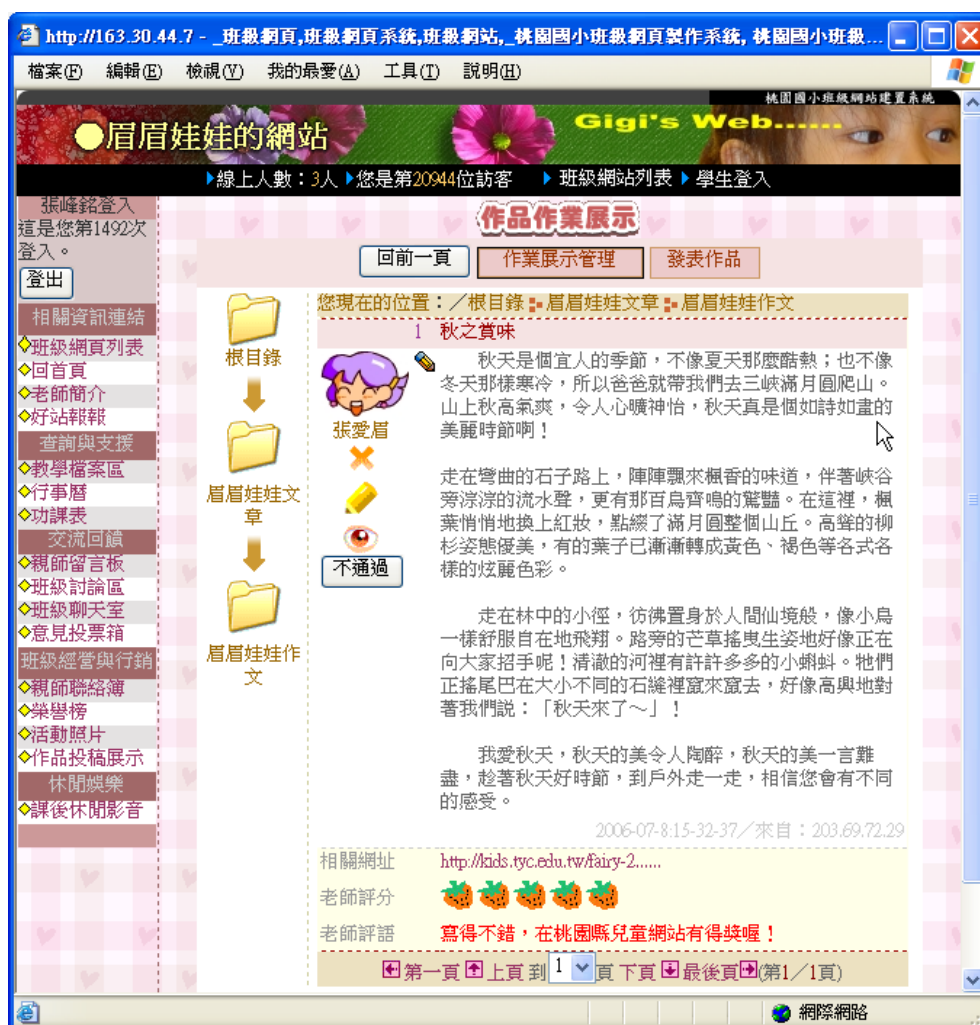 http://163.30.44.7 - _班級網頁,班級網頁系統,班級網站,_桃園國小班級網頁製作系統, 桃園國小班級...
檔案(F) 編輯(E) 檢視(V) 我的最愛(A) 工具(T) 說明(H)
桃園國小班級網站建置系統
●眉眉娃娃的網站
Gigi's Web......
線上人數：3人 您是第20944位訪客 班級網站列表 學生登入
張峰銘登入
這是您第1492次
登入。
登出
相關資訊連結
班級網頁列表
回首頁
老師簡介
好站報報
查詢與支援
教學檔案區
行事曆
功課表
交流回饋
親師留言板
班級討論區
班級聊天室
意見投票箱
班級經營與行銷
親師聯絡簿
榮譽榜
活動照片
作品投稿展示
休閒娛樂
課後休閒影音
作品作業展示
回前一頁 作業展示管理 發表作品
根目錄
眉眉娃娃文
章
眉眉娃娃作
文
您現在的位置：／根目錄 眉眉娃娃文章 眉眉娃娃作文
1 秋之賞味
張愛眉
不通過
秋天是個宜人的季節，不像夏天那麼酷熱；也不像
冬天那樣寒冷，所以爸爸就帶我們去三峽滿月圓爬山。
山上秋高氣爽，令人心曠神怡，秋天真是個如詩如畫的
美麗時節啊！
走在彎曲的石子路上，陣陣飄來楓香的味道，伴著峽谷
旁淙淙的流水聲，更有那百鳥齊鳴的驚豔。在這裡，楓
葉悄悄地換上紅妝，點綴了滿月圓整個山丘。高聳的柳
杉姿態優美，有的葉子已漸漸轉成黃色、褐色等各式各
樣的炫麗色彩。
走在林中的小徑，彷彿置身於人間仙境般，像小鳥
一樣舒服自在地飛翔。路旁的芒草搖曳生姿地好像正在
向大家招手呢！清澈的河裡有許許多多的小蝌蚪。牠們
正搖尾巴在大小不同的石縫裡竄來竄去，好像高興地對
著我們說：「秋天來了～」！
我愛秋天，秋天的美令人陶醉，秋天的美一言難
盡，趁著秋天好時節，到戶外走一走，相信您會有不同
的感受。
2006-07-8:15-32-37／來自：203.69.72.29
相關網址 http://kids.tyc.edu.tw/fairy-2......
老師評分
老師評語 寫得不錯，在桃園縣兒童網站有得獎喔！
第一頁 上頁 到 1 頁 下頁 最後頁 (第1／1頁)
網際網路